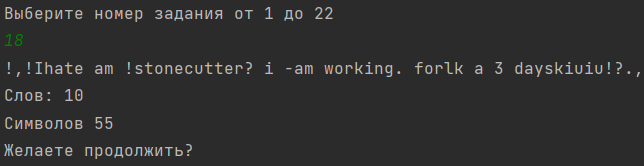 Выберите номер задания от 1 до 22
18
!,!Ihate am !stonecutter? i -am working. forlk a 3 dayskiuiu!?.,
Слов: 10
Символов 55
Желаете продолжить?